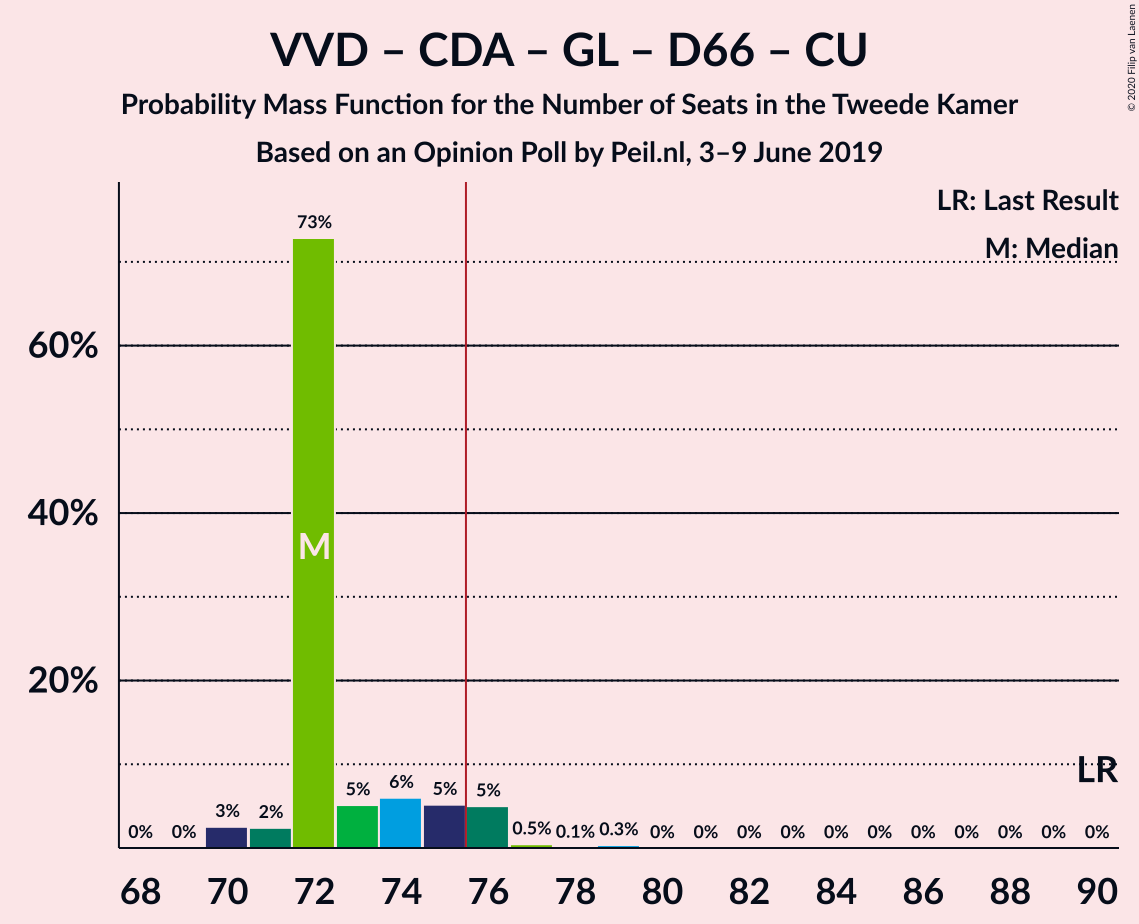 VVD – CDA – GL – D66 – CU
Probability Mass Function for the Number of Seats in the Tweede Kamer
Based on an Opinion Poll by Peil.nl, 3–9 June 2019
© 2020 Filip van Laenen
LR: Last Result
M: Median
60%
40%
20%
0% 0% 3% 2% 73% 5% 6% 5% 5% 0.5% 0.1% 0.3% 0% 0% 0% 0% 0% 0% 0% 0% 0% 0% 0%
M
LR
68 70 72 74 76 78 80 82 84 86 88 90